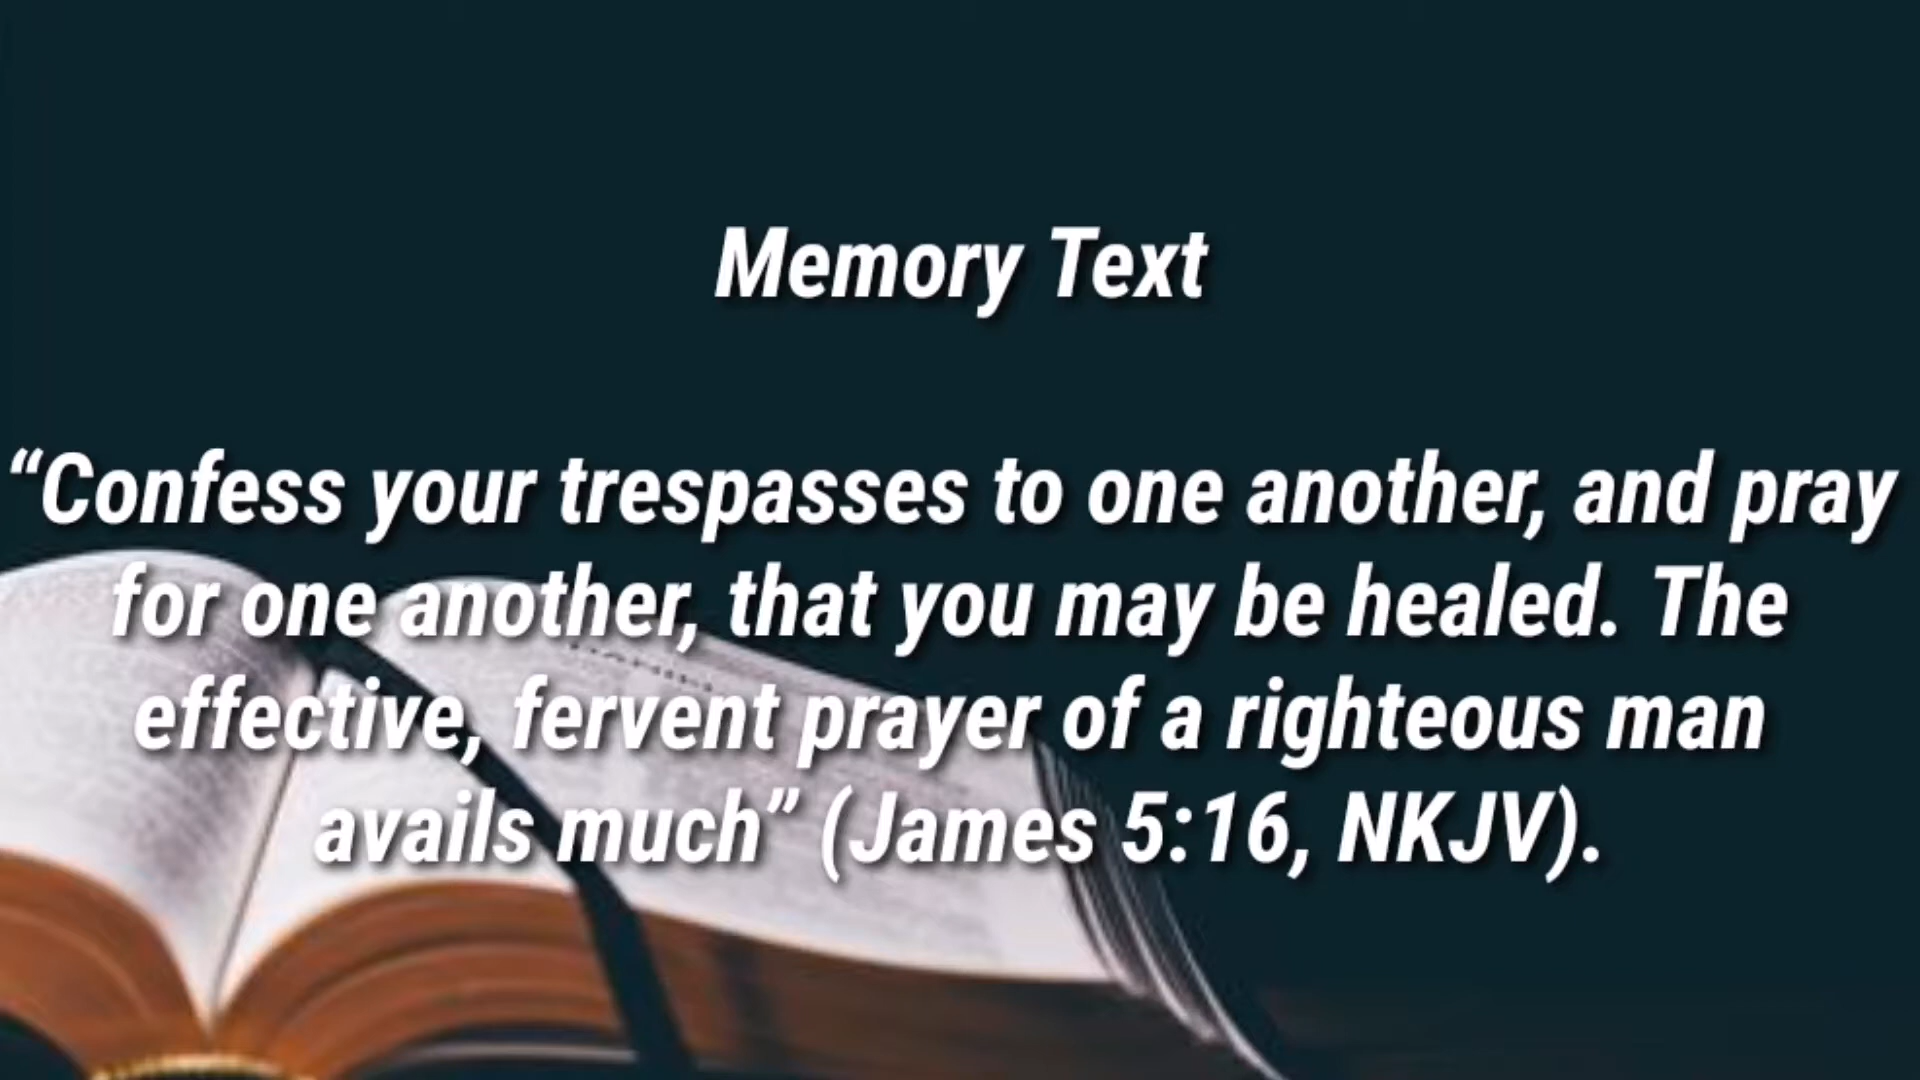 Memory Text
“Confess your trespasses to one another, and pray
for one another, that you may be healed. The
effective, fervent prayer of a righteous man
avails much” (James 5:16, NKJV).